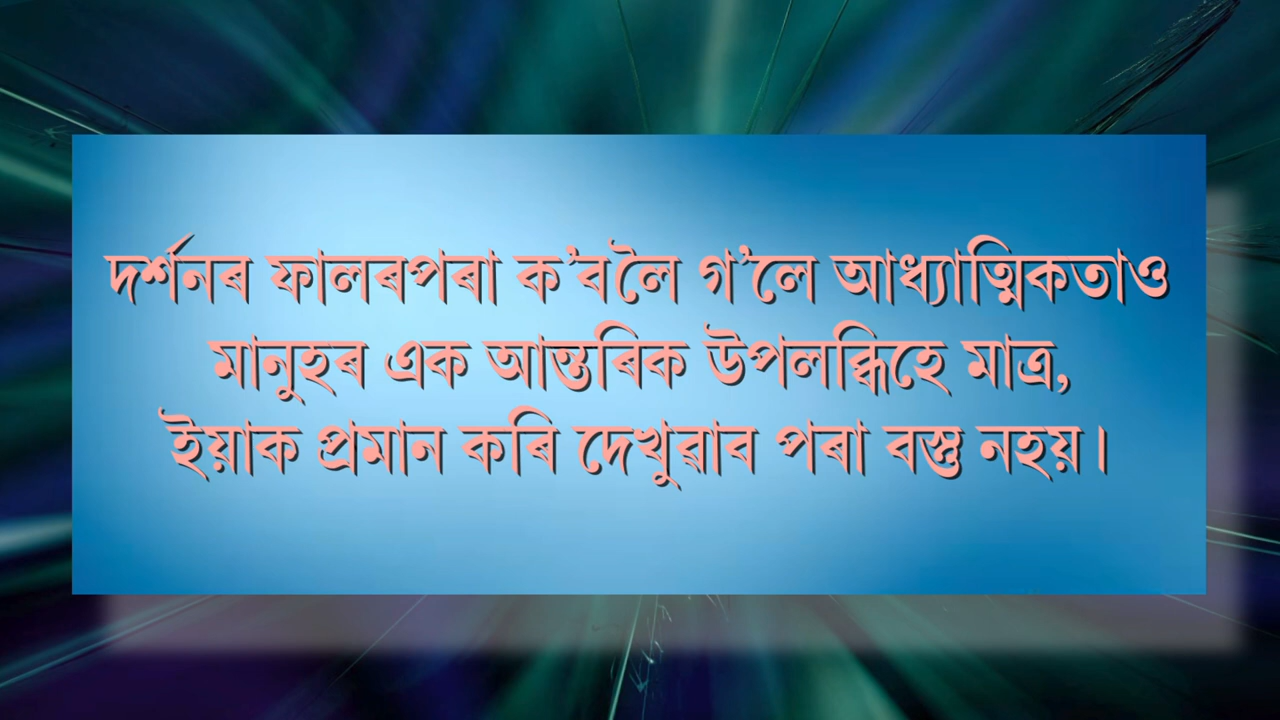 দৰ্শনৰ ফালৰপৰা ক'বলৈ গ'লে আধ্যাত্মিকতাও
মানুহৰ এক আন্তৰিক উপলব্ধিহে মাত্ৰ,
ইয়াক প্ৰমান কৰি দেখুৱাব পৰা বস্তু নহয়।